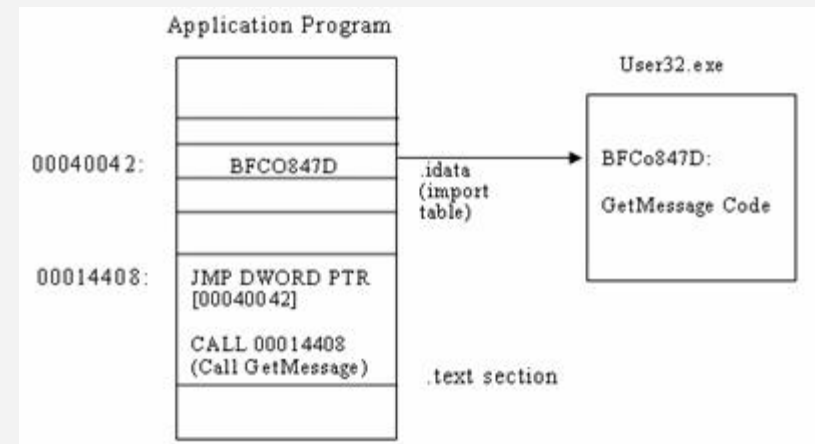 Application Program
User32.exe
00040042:
BFCO847D
.idata
(import
table)
BFCo847D:
GetMessage Code
00014408:
JMP DWORD PTR
[00040042]
CALL 00014408
(Call GetMessage)
.text section